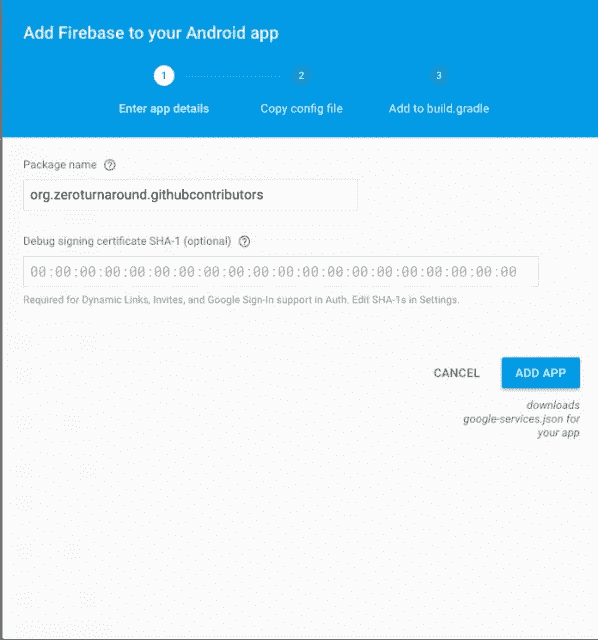 Add Firebase to your Android app
1 2 3
Enter app details Copy config file Add to build.gradle
Package name ?
org.zeroturnaround.githubcontributors
Debug signing certificate SHA-1 (optional) ?
00:00:00:00:00:00:00:00:00:00:00:00:00:00:00:00:00:00:00:00
Required for Dynamic Links, Invites, and Google Sign-In support in Auth. Edit SHA-1s in Settings.
CANCEL ADD APP
downloads
google-services.json for
your app